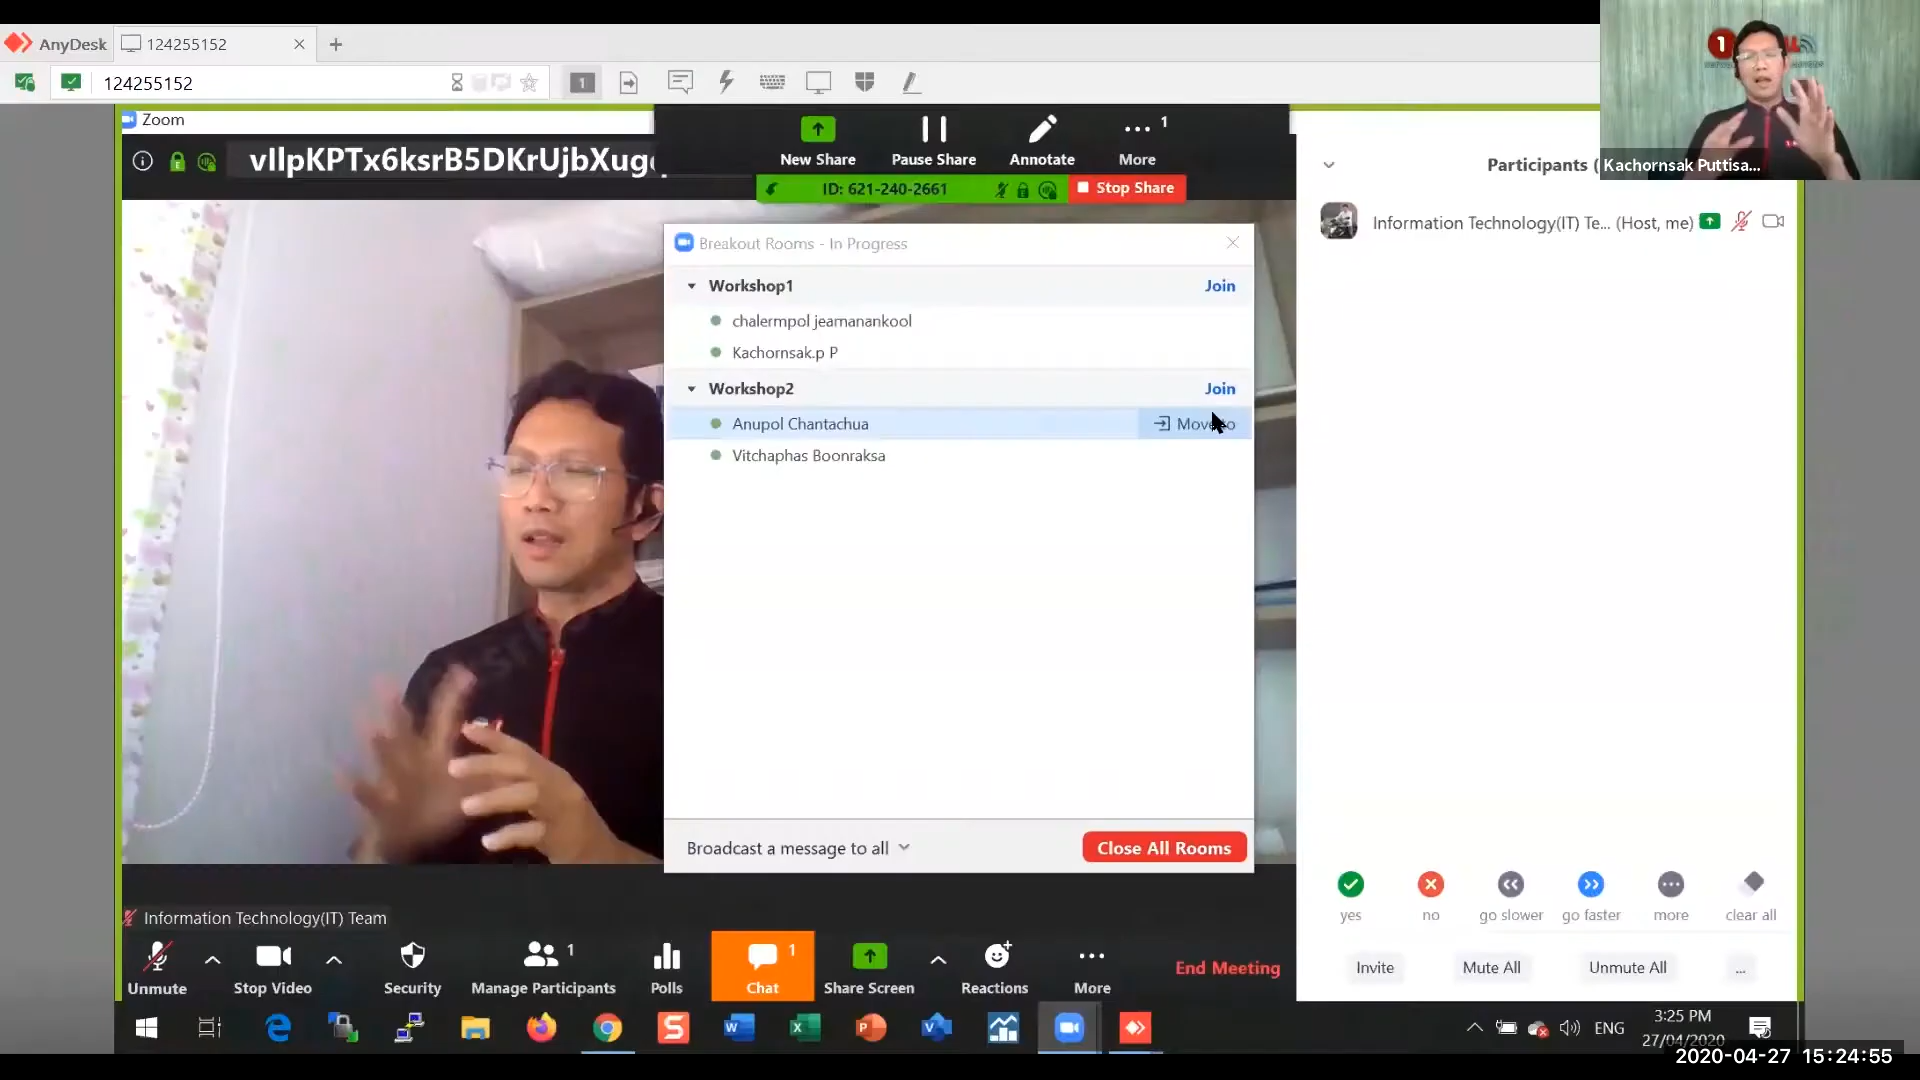 AnyDesk
124255152
124255152
1
Zoom
vIlpKPTx6ksrB5DKrUjbXug
New Share
Pause Share
Annotate
1
More
ID: 621-240-2661
Stop Share
Participants (
Kachornsak Puttisa...
Information Technology(IT) Te... (Host, me)
Breakout Rooms - In Progress
Workshop1
Join
chalermpol jeamanankool
Kachornsak.p P
Workshop2
Join
Anupol Chantachua
Vitchaphas Boonraksa
Broadcast a message to all
Close All Rooms
yes
no
go slower
go faster
more
clear all
Invite
Mute All
Unmute All
...
Information Technology(IT) Team
Unmute
Stop Video
Security
1
Manage Participants
Polls
1
Chat
Share Screen
Reactions
More
End Meeting
ENG
3:25 PM
27/04/2020
2020-04-27 15:24:55